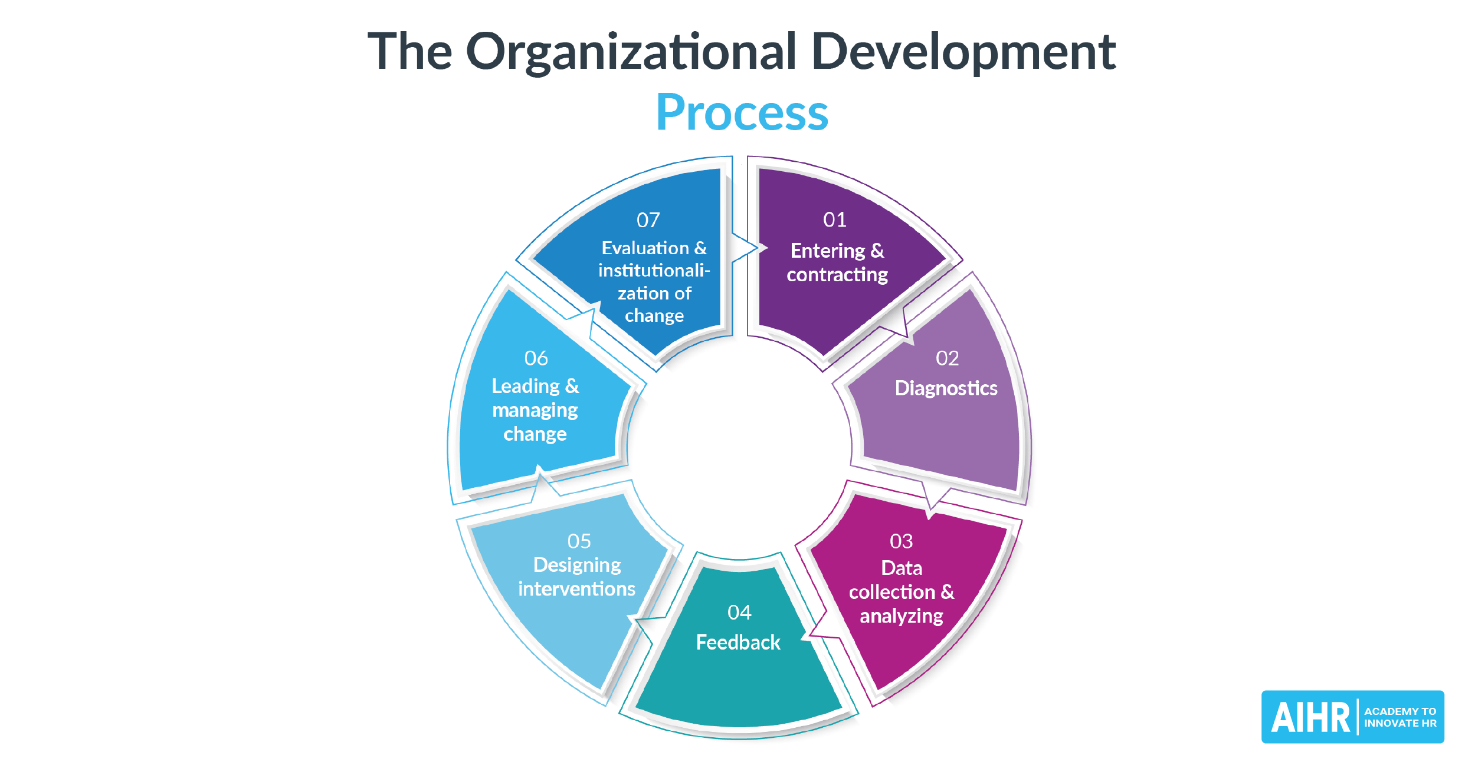 The Organizational Development
Process
01
Entering &
contracting
02
Diagnostics
03
Data
collection &
analyzing
04
Feedback
05
Designing
interventions
06
Leading &
managing
change
07
Evaluation &
institutionali-
zation of
change
AIHR
ACADEMY TO
INNOVATE HR